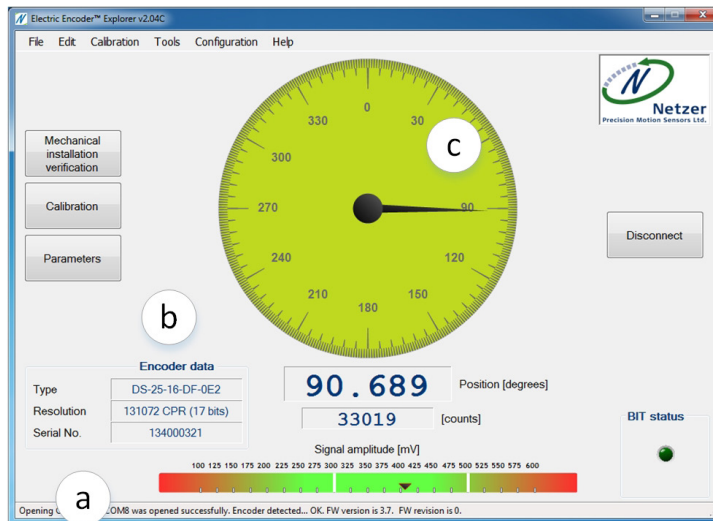 Electric Encoder™ Explorer v2.04C
File Edit Calibration Tools Configuration Help
N
Netzer
Precision Motion Sensors Ltd.
0
30
90
120
150
180
210
240
270
300
330
c
Mechanical
installation
verification
Calibration
Parameters
Disconnect
b
Encoder data
Type DS-25-16-DF-0E2
Resolution 131072 CPR (17 bits)
Serial No. 134000321
90.689 Position [degrees]
33019 [counts]
BIT status
Signal amplitude [mV]
100 125 150 175 200 225 250 275 300 325 350 375 400 425 450 475 500 525 550 575 600
a
Opening COM8 was opened successfully. Encoder detected... OK. FW version is 3.7. FW revision is 0.